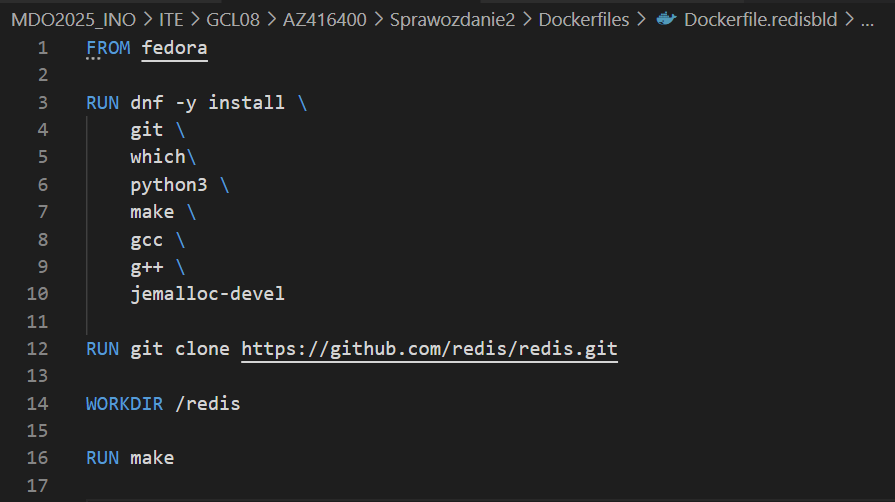 MDO2025_INO > ITE > GCL08 > AZ416400 > Sprawozdanie2 > Dockerfiles > Dockerfile.redisbld > ...
1 FROM fedora
2
3 RUN dnf -y install \
4 git \
5 which\
6 python3 \
7 make \
8 gcc \
9 g++ \
10 jemalloc-devel
11
12 RUN git clone https://github.com/redis/redis.git
13
14 WORKDIR /redis
15
16 RUN make
17